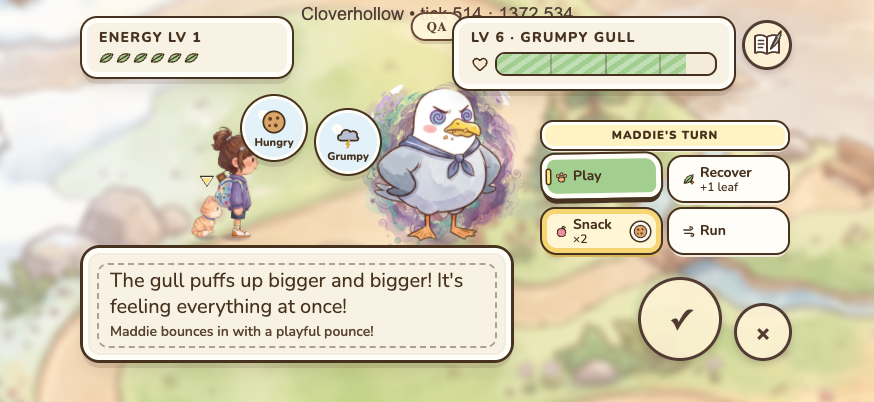 Cloverhollow • tick 514 : 1372,534
QA
ENERGY LV 1
LV 6 · GRUMPY GULL
Hungry
Grumpy
MADDIE'S TURN
Play
Recover
+1 leaf
Snack
×2
Run
The gull puffs up bigger and bigger! It's
feeling everything at once!
Maddie bounces in with a playful pounce!